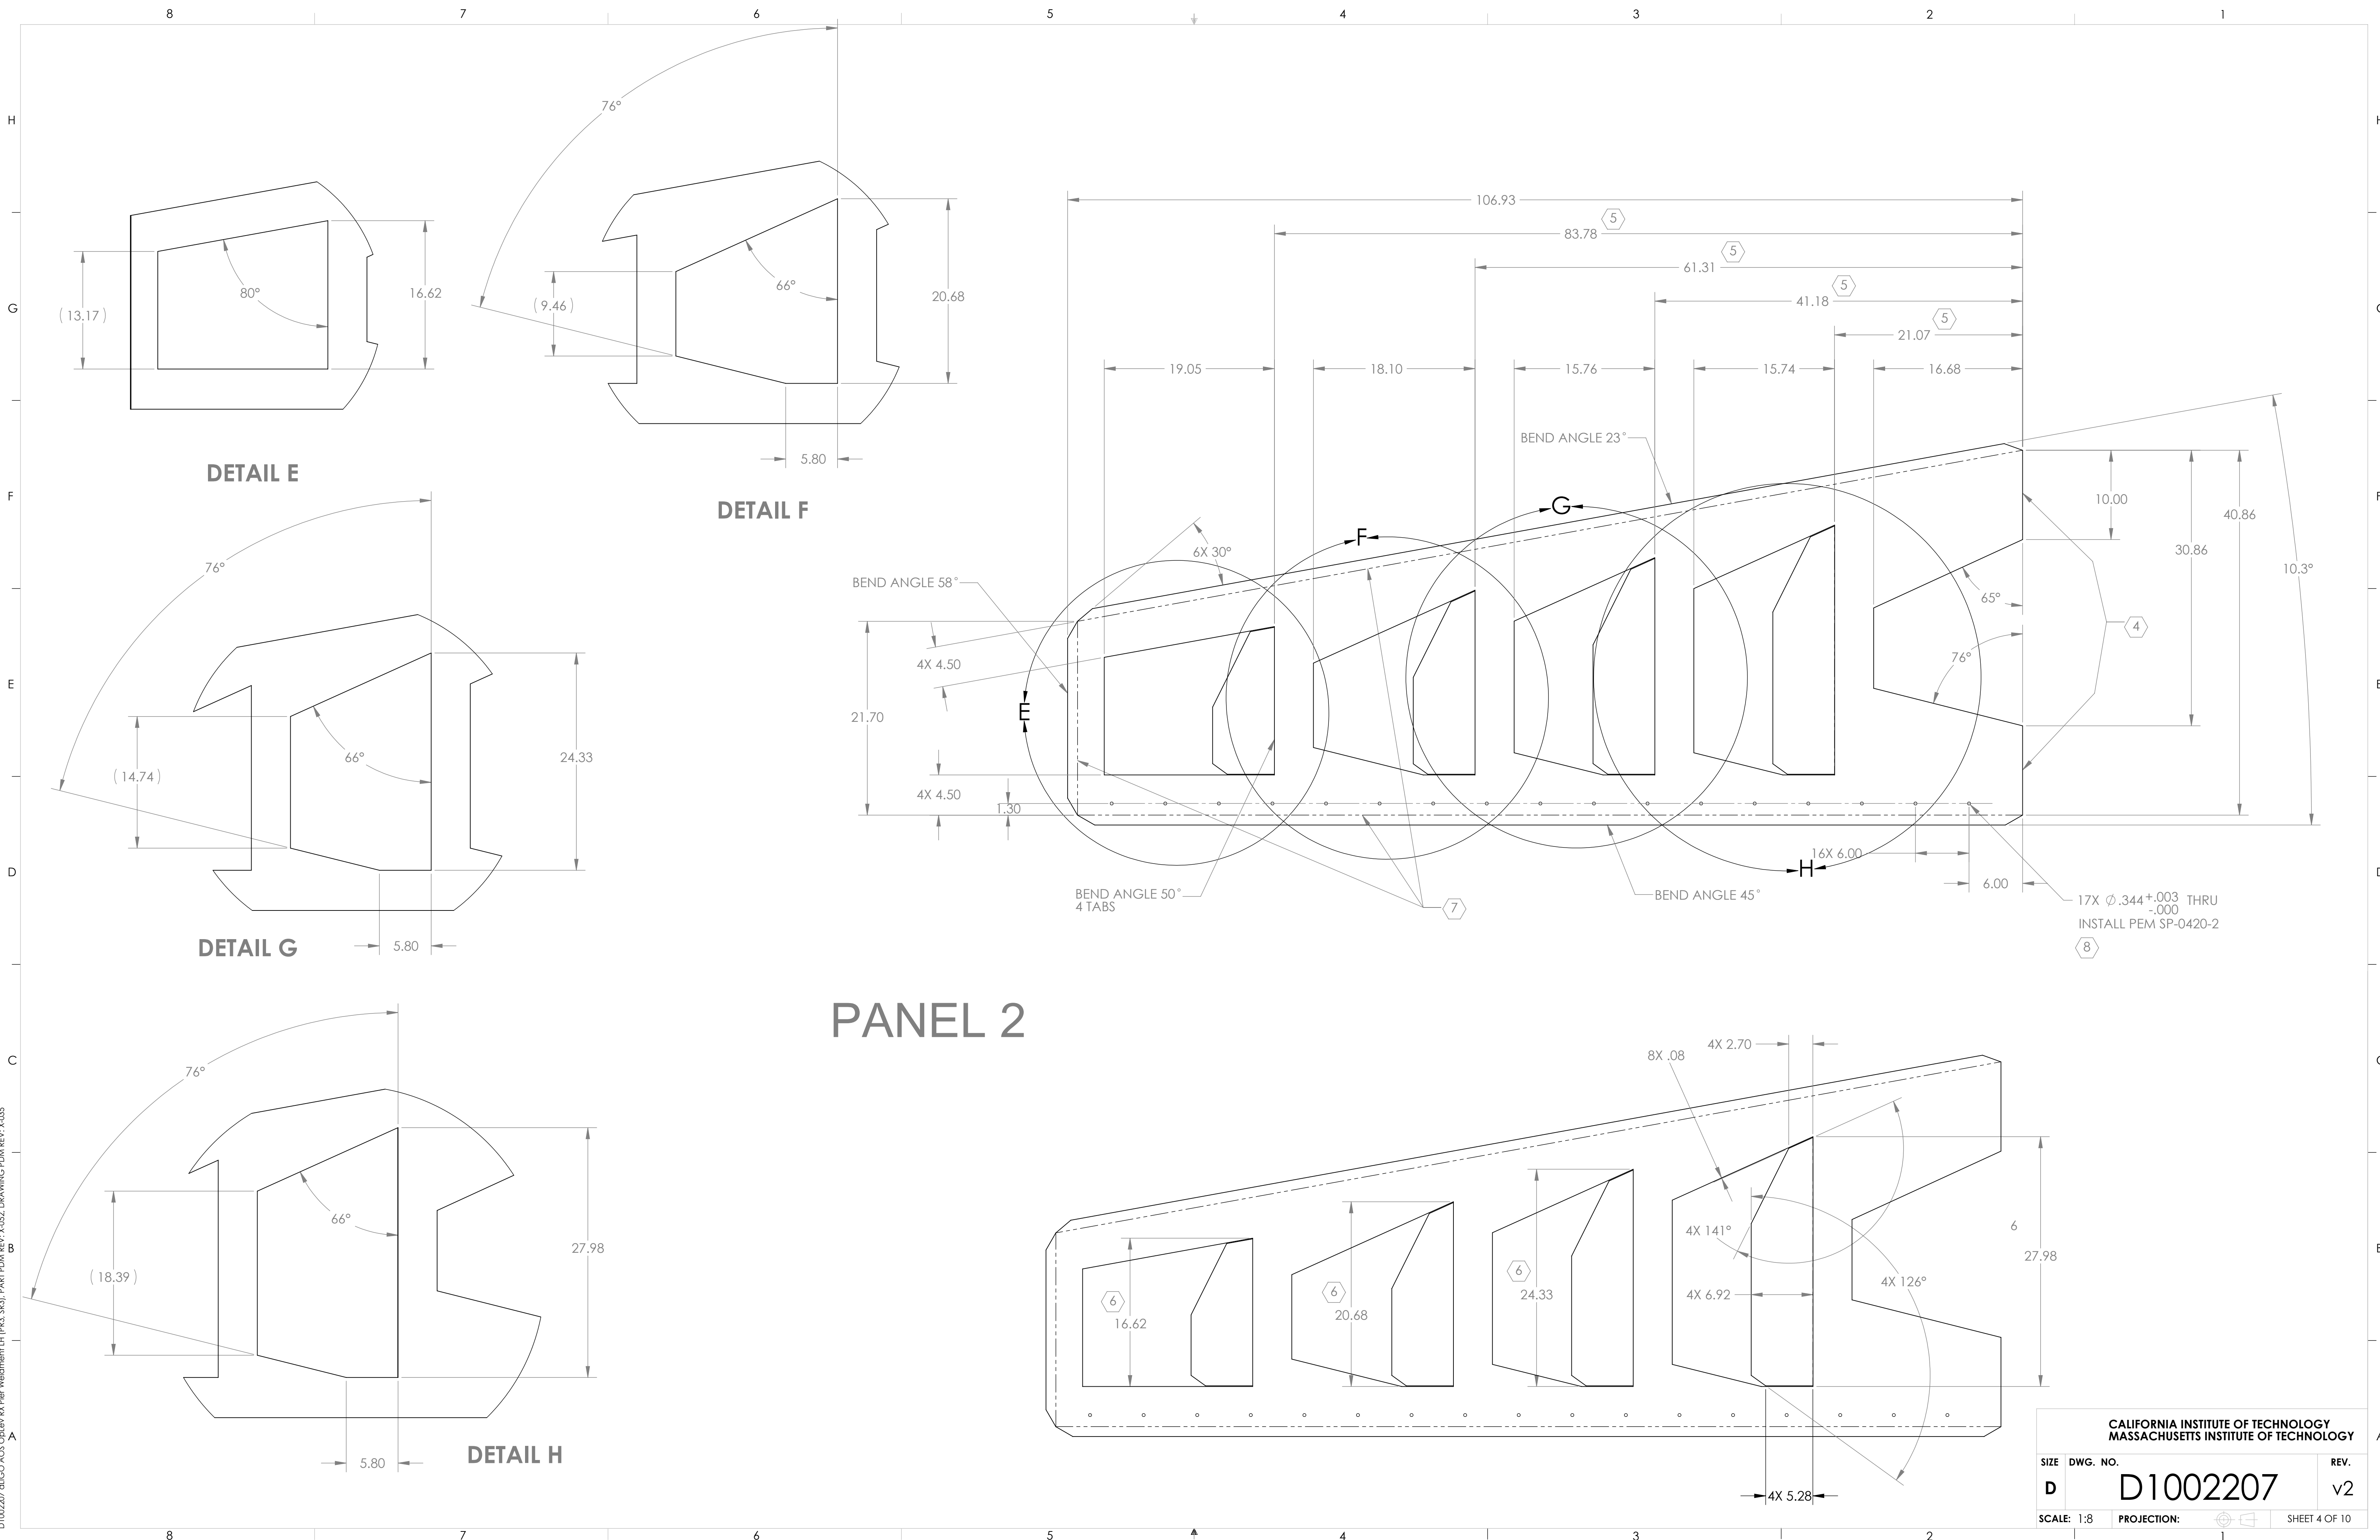 8 7 6 5 4 3 2 1
H
G
F
E
D
C
B
A
76°
80°
16.62
(13.17)
DETAIL E
66°
(9.46)
20.68
5.80
DETAIL F
76°
66°
(14.74)
24.33
5.80
DETAIL G
76°
66°
(18.39)
27.98
5.80
DETAIL H
106.93
5
83.78
5
61.31
5
41.18
5
21.07
19.05
18.10
15.76
15.74
16.68
BEND ANGLE 23°
6X 30°
BEND ANGLE 58°
4X 4.50
21.70
4X 4.50
1.30
E
F
G
H
10.00
40.86
30.86
10.3°
65°
76°
4
16X 6.00
6.00
BEND ANGLE 50°
4 TABS
7
BEND ANGLE 45°
17X Ø .344 +.003 THRU
-.000
INSTALL PEM SP-0420-2
8
PANEL 2
4X 2.70
8X .08
4X 141°
6
27.98
4X 126°
4X 6.92
6
24.33
6
20.68
6
16.62
4X 5.28
CALIFORNIA INSTITUTE OF TECHNOLOGY
MASSACHUSETTS INSTITUTE OF TECHNOLOGY
SIZE DWG. NO. REV.
D D1002207 v2
SCALE: 1:8 PROJECTION: SHEET 4 OF 10
8 7 6 5 4 3 2 1